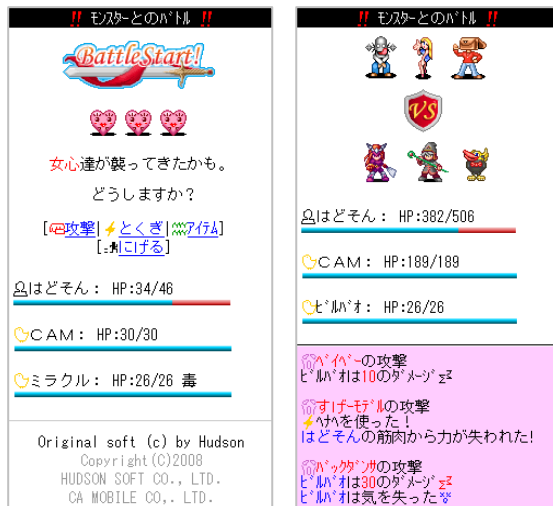 !! ﾓﾝｽﾀｰとのﾊﾞﾄﾙ !!
BattleStart!
女心達が襲ってきたかも。
どうしますか？
[攻撃|とくぎ|ｱｲﾃﾑ]
[にげる]
はどそん： HP:34/46
ＣＡＭ： HP:30/30
ミラクル： HP:26/26 毒
Original soft (c) by Hudson
Copyright(C)2008
HUDSON SOFT CO., LTD.
CA MOBILE CO,. LTD.
!! ﾓﾝｽﾀｰとのﾊﾞﾄﾙ !!
VS
はどそん： HP:382/506
ＣＡＭ： HP:189/189
ﾋﾞﾙﾊﾞｵ： HP:26/26
ﾍﾞｲﾍﾞｰの攻撃
ﾋﾞﾙﾊﾞｵは10のﾀﾞﾒｰｼﾞ
すげｰﾓﾃﾞﾙの攻撃
ﾍﾅﾍを使った！
はどそんの筋肉から力が失われた!
ﾊﾞｯｸﾀﾞﾝｻの攻撃
ﾋﾞﾙﾊﾞｵは30のﾀﾞﾒｰｼﾞ
ﾋﾞﾙﾊﾞｵは気を失った